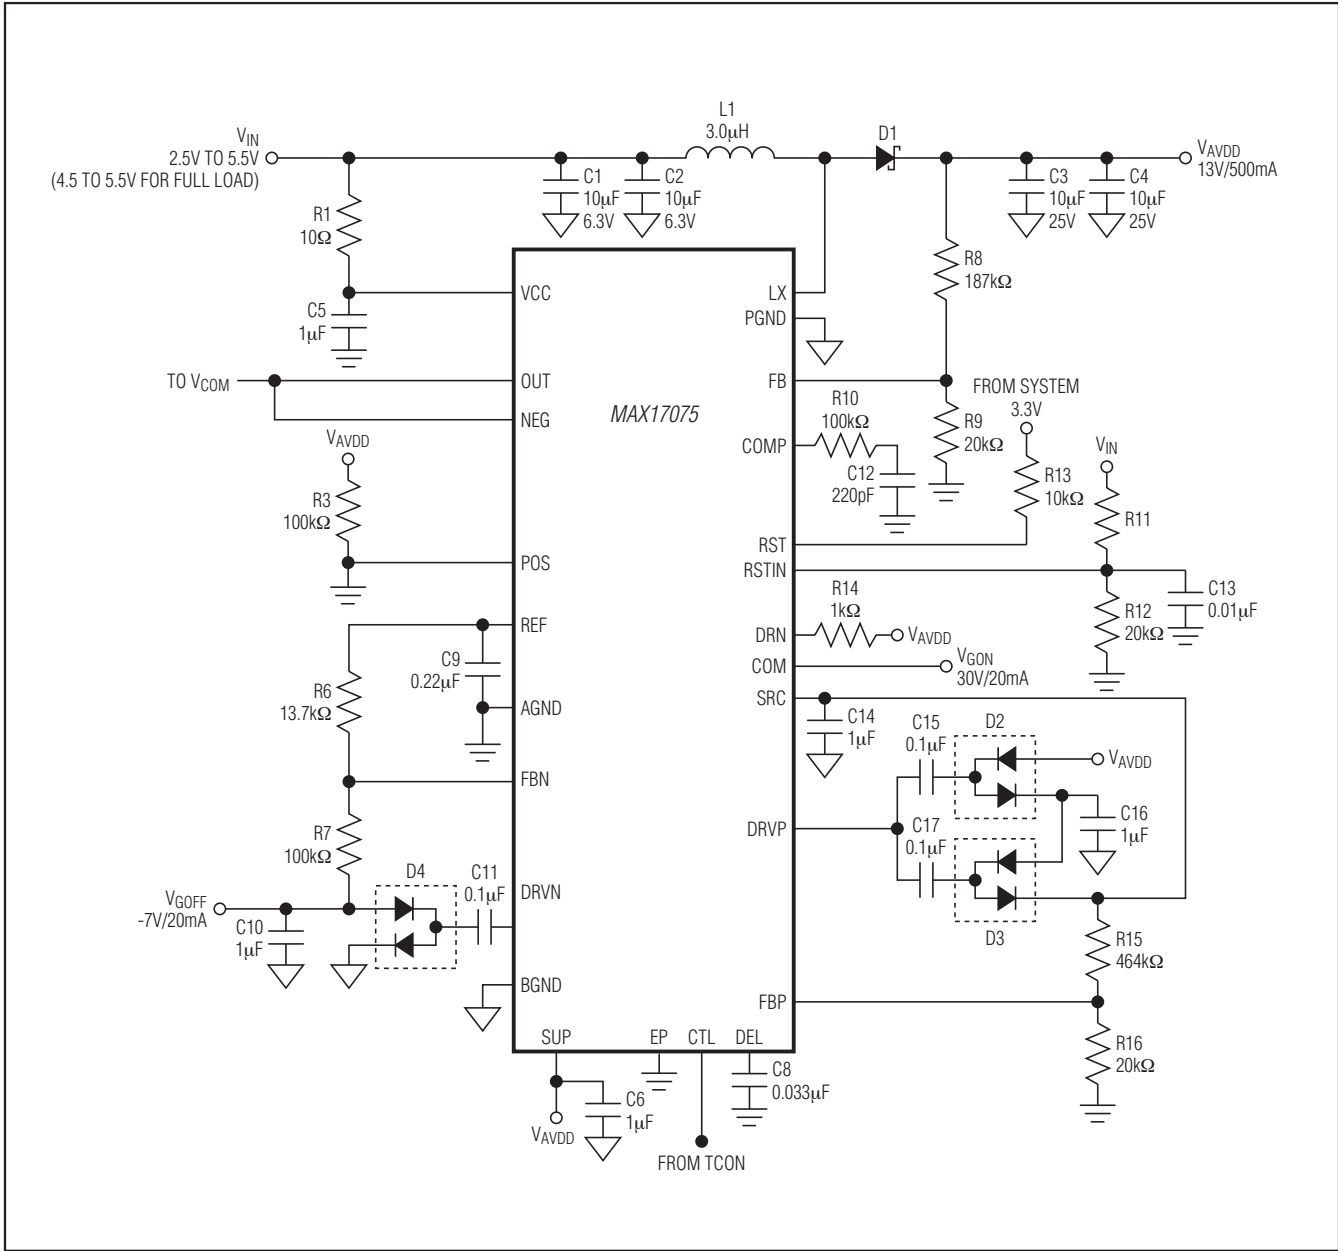 L1
3.0µH
D1
VIN
2.5V TO 5.5V
(4.5 TO 5.5V FOR FULL LOAD)
VAVDD
13V/500mA
C1
10µF
6.3V
C2
10µF
6.3V
C3
10µF
25V
C4
10µF
25V
R1
10Ω
R8
187kΩ
VCC
LX
C5
1µF
PGND
TO VCOM
OUT
FB
FROM SYSTEM
3.3V
NEG
MAX17075
R10
100kΩ
R9
20kΩ
VAVDD
COMP
VIN
C12
220pF
R13
10kΩ
R3
100kΩ
R11
RST
POS
RSTIN
C13
0.01µF
R14
1kΩ
R12
20kΩ
REF
DRN
VAVDD
C9
0.22µF
COM
VGON
30V/20mA
R6
13.7kΩ
SRC
AGND
C14
1µF
C15
0.1µF
D2
VAVDD
FBN
R7
100kΩ
DRVP
C17
0.1µF
C16
1µF
D4
C11
0.1µF
DRVN
VGOFF
-7V/20mA
C10
1µF
D3
R15
464kΩ
BGND
FBP
SUP
EP
CTL
DEL
R16
20kΩ
C8
0.033µF
C6
1µF
VAVDD
FROM TCON